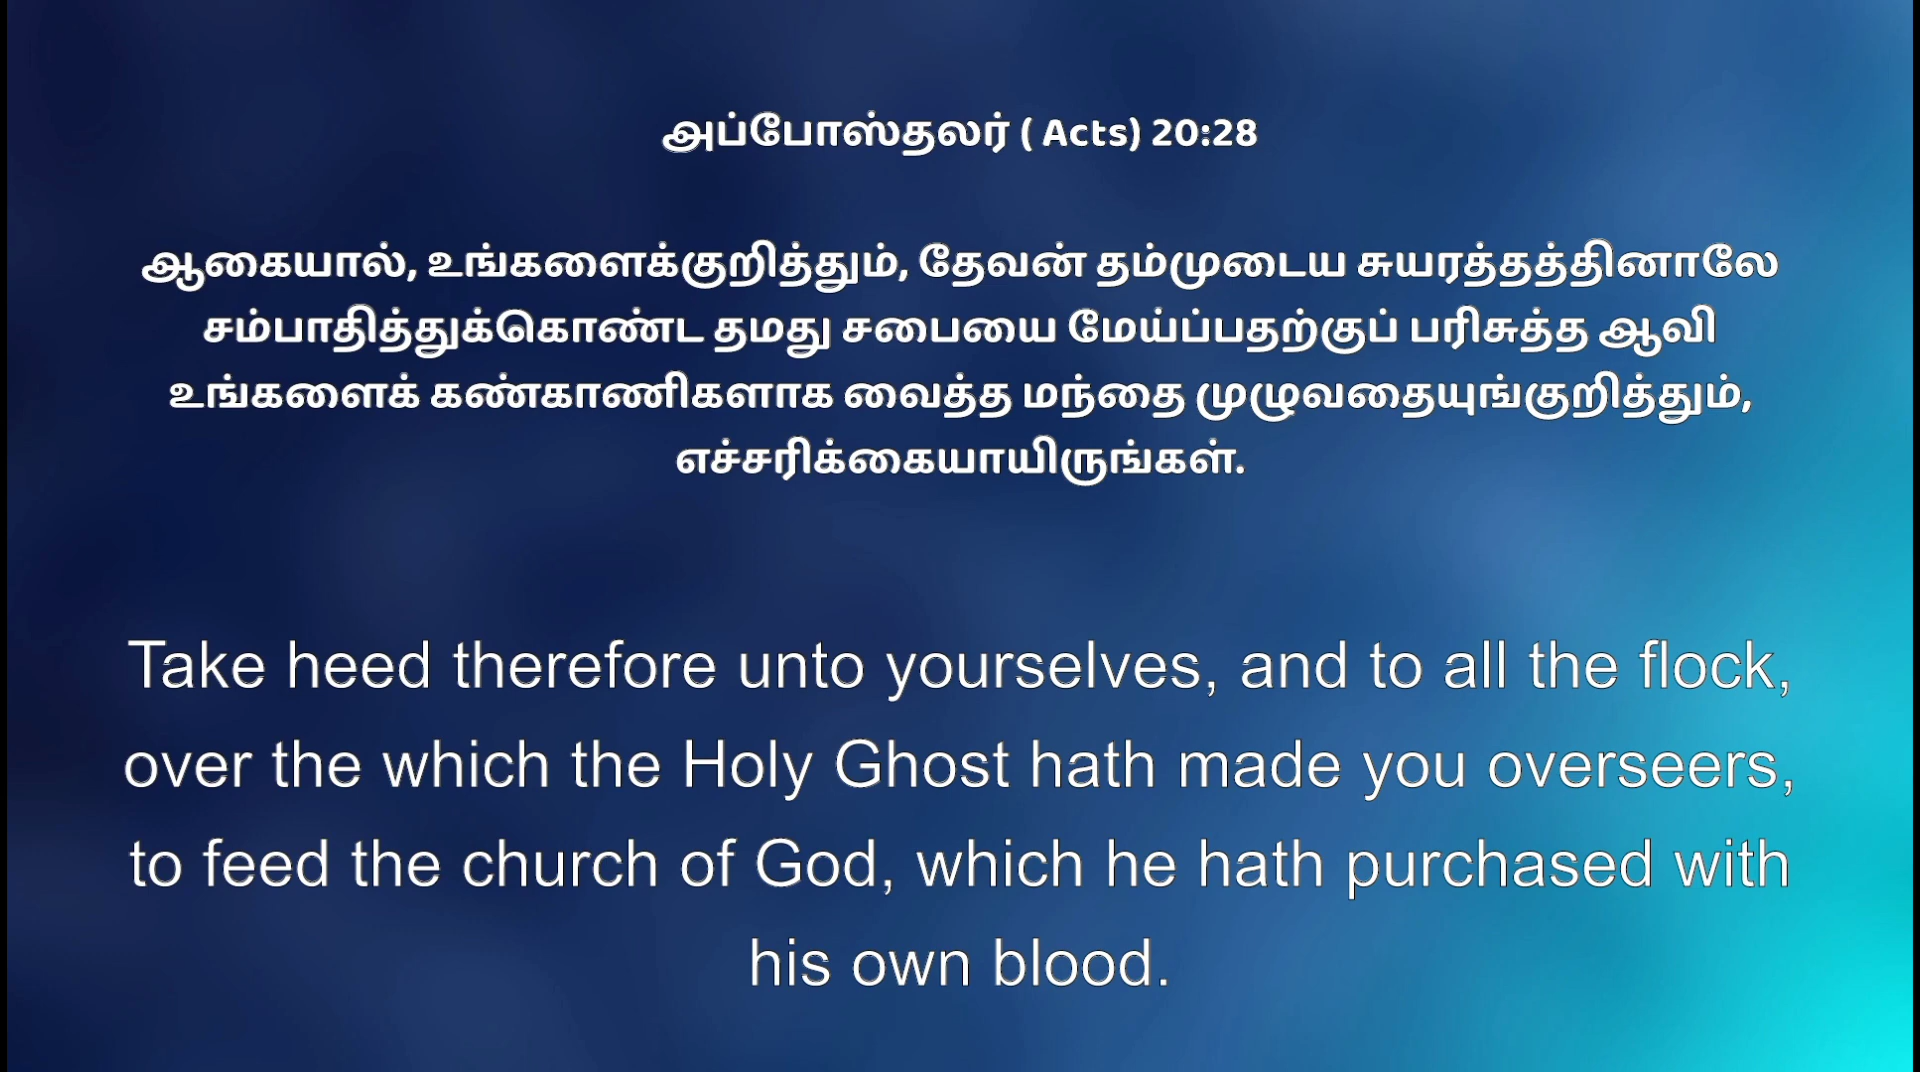 அப்போஸ்தலர் ( Acts) 20:28
ஆகையால், உங்களைக்குறித்தும், தேவன் தம்முடைய சுயரத்தத்தினாலே
சம்பாதித்துக்கொண்ட தமது சபையை மேய்ப்பதற்குப் பரிசுத்த ஆவி
உங்களைக் கண்காணிகளாக வைத்த மந்தை முழுவதையுங்குறித்தும்,
எச்சரிக்கையாயிருங்கள்.
Take heed therefore unto yourselves, and to all the flock,
over the which the Holy Ghost hath made you overseers,
to feed the church of God, which he hath purchased with
his own blood.